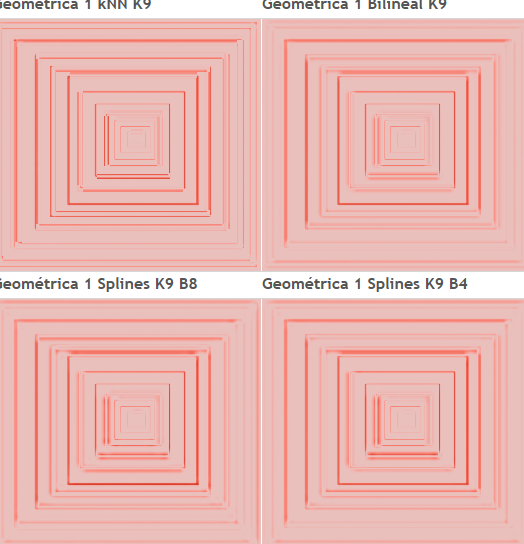 Geométrica 1 kNN K9
Geométrica 1 Bilineal K9
Geométrica 1 Splines K9 B8
Geométrica 1 Splines K9 B4